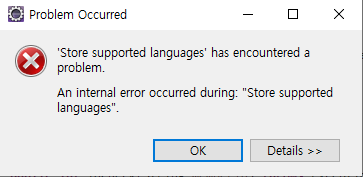 Problem Occurred
'Store supported languages' has encountered a
problem.
An internal error occurred during: "Store supported
languages".
OK
Details >>